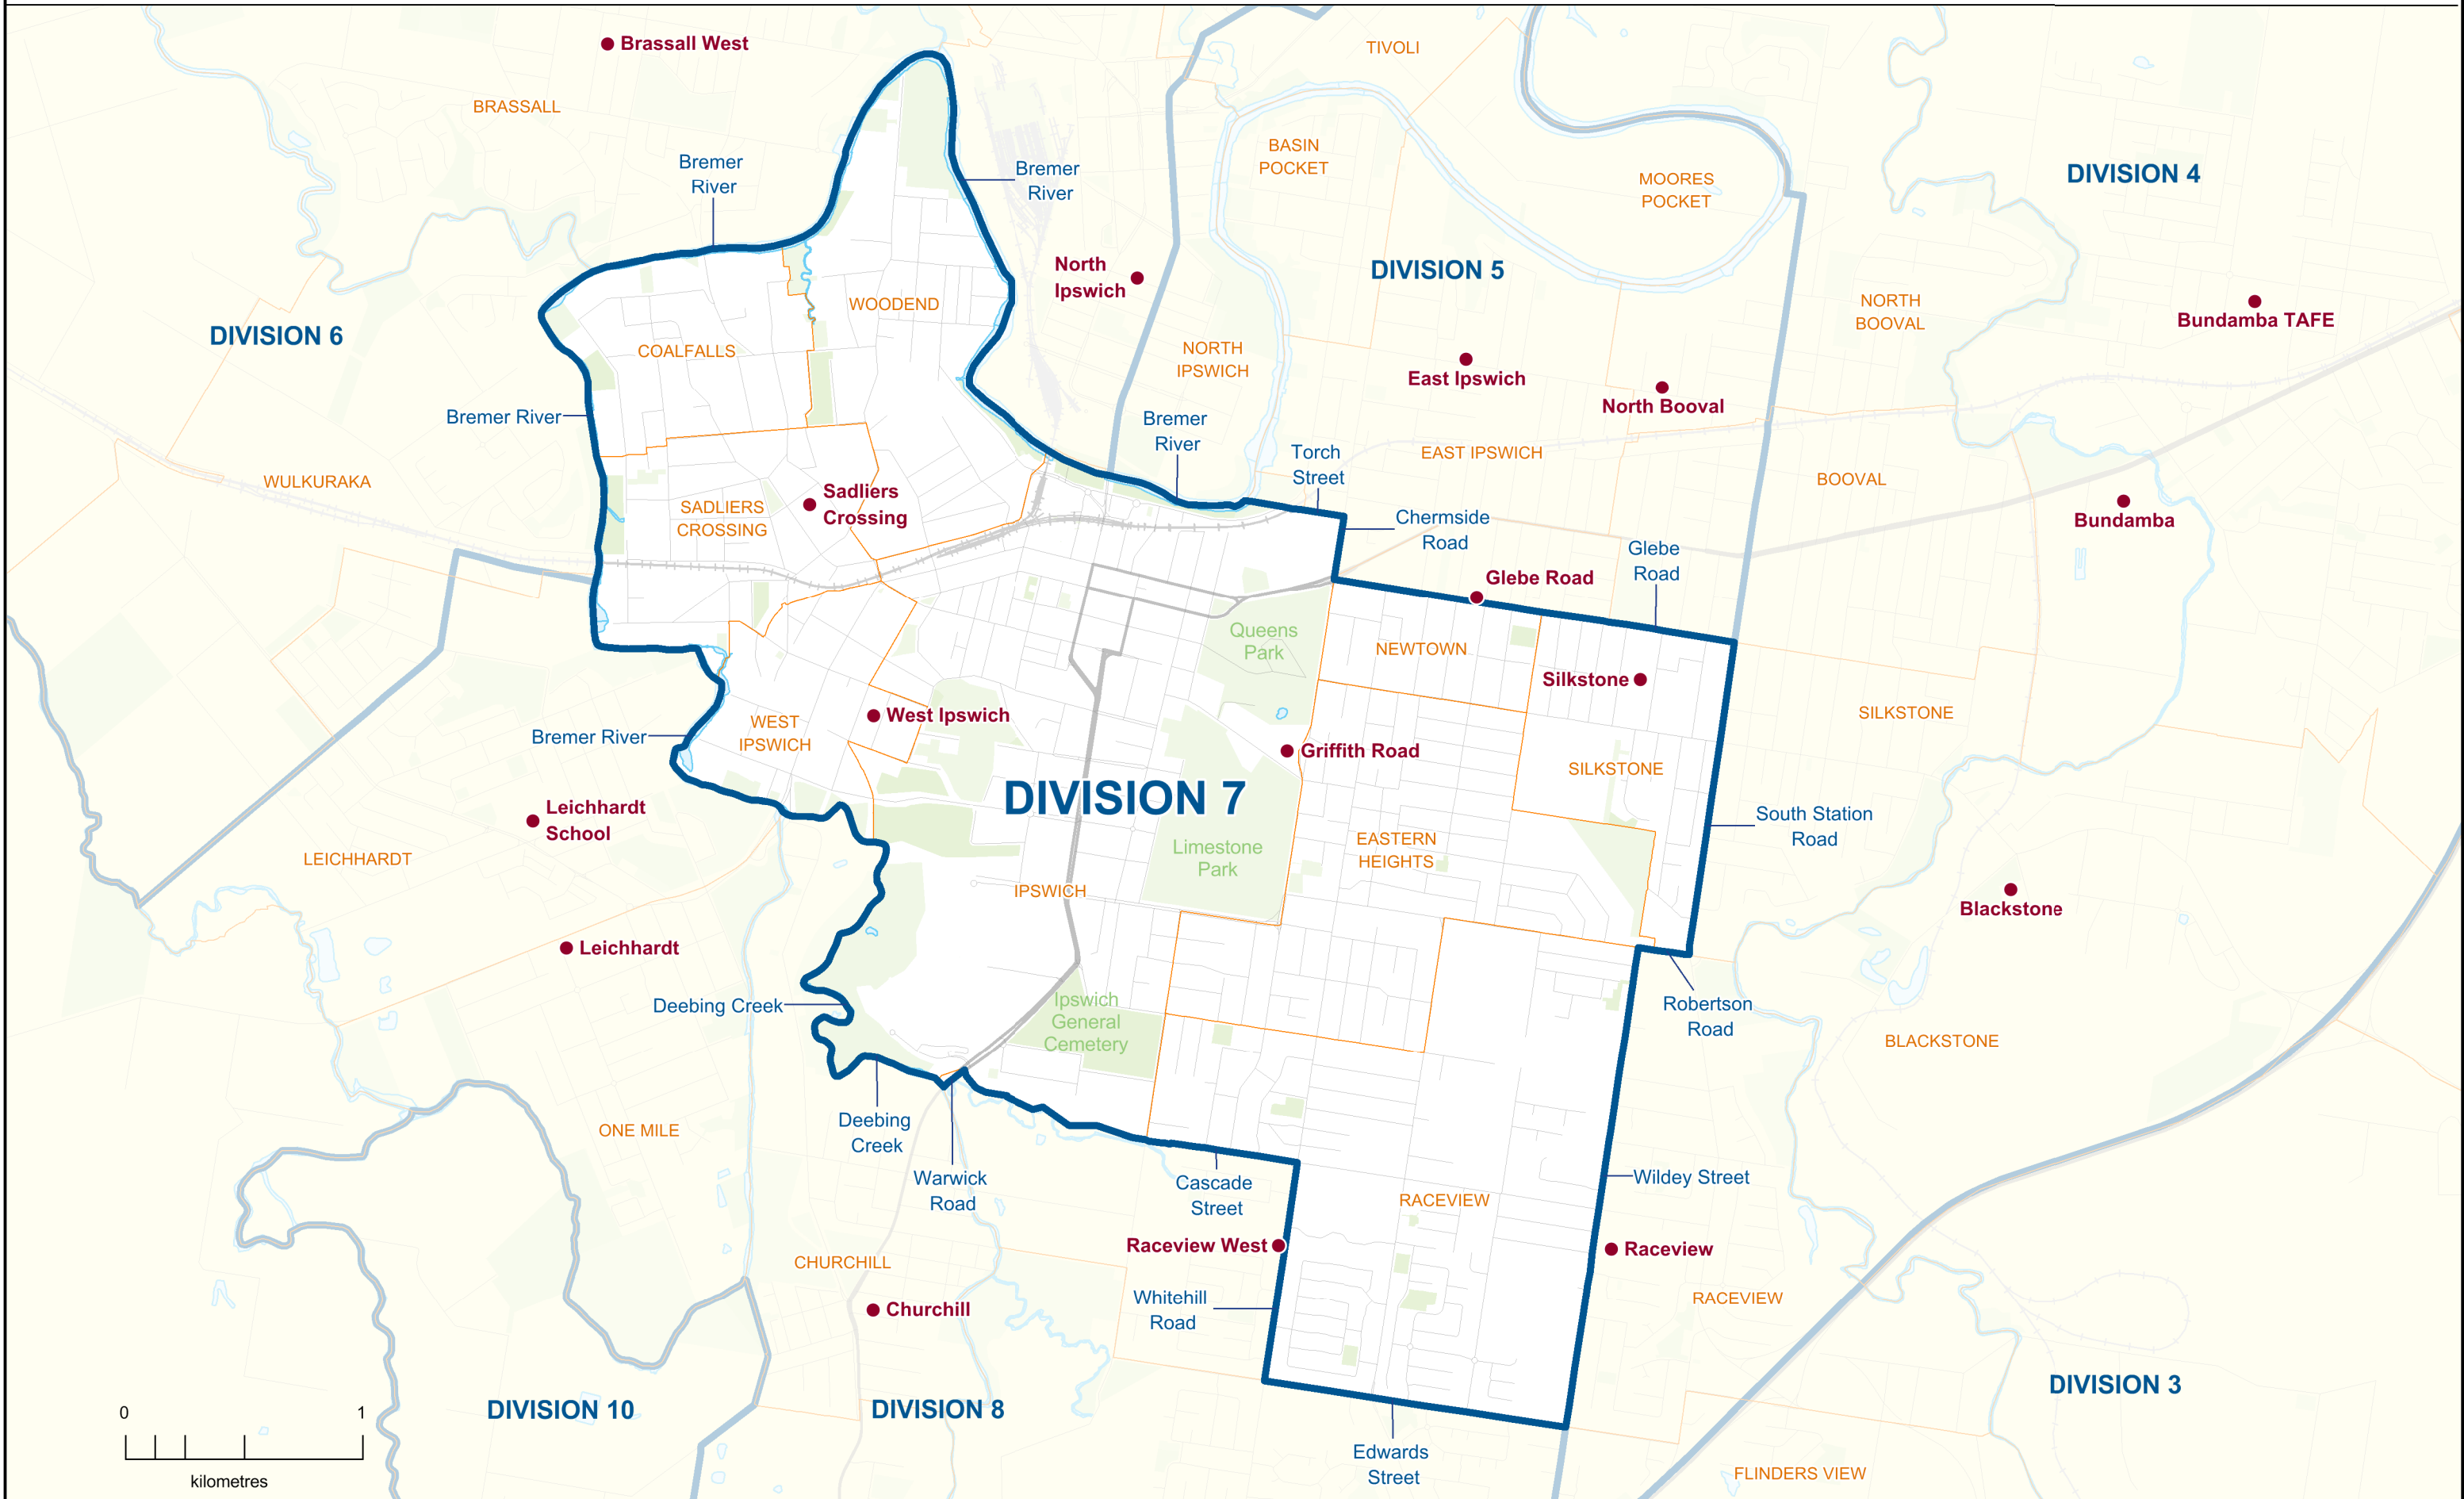 Brassall West
TIVOLI
BRASSALL
BASIN
POCKET
Bremer
River
Bremer
River
DIVISION 4
MOORES
POCKET
North
Ipswich
DIVISION 5
WOODEND
NORTH
BOOVAL
Bundamba TAFE
DIVISION 6
COALFALLS
NORTH
IPSWICH
East Ipswich
North Booval
Bremer River
Bremer
River
Torch
Street
EAST IPSWICH
BOOVAL
WULKURAKA
Sadliers
Crossing
SADLIERS
CROSSING
Chermside
Road
Bundamba
Glebe
Road
Glebe Road
Queens
Park
NEWTOWN
Silkstone
West Ipswich
SILKSTONE
WEST
IPSWICH
Bremer River
Griffith Road
SILKSTONE
DIVISION 7
Leichhardt
School
South Station
Road
LEICHHARDT
Limestone
Park
EASTERN
HEIGHTS
IPSWICH
Blackstone
Leichhardt
Deebing Creek
Ipswich
General
Cemetery
Robertson
Road
BLACKSTONE
ONE MILE
Deebing
Creek
Warwick
Road
Cascade
Street
Wildey Street
RACEVIEW
Raceview West
Raceview
CHURCHILL
Churchill
Whitehill
Road
RACEVIEW
DIVISION 3
0 1
kilometres
DIVISION 10
DIVISION 8
Edwards
Street
FLINDERS VIEW